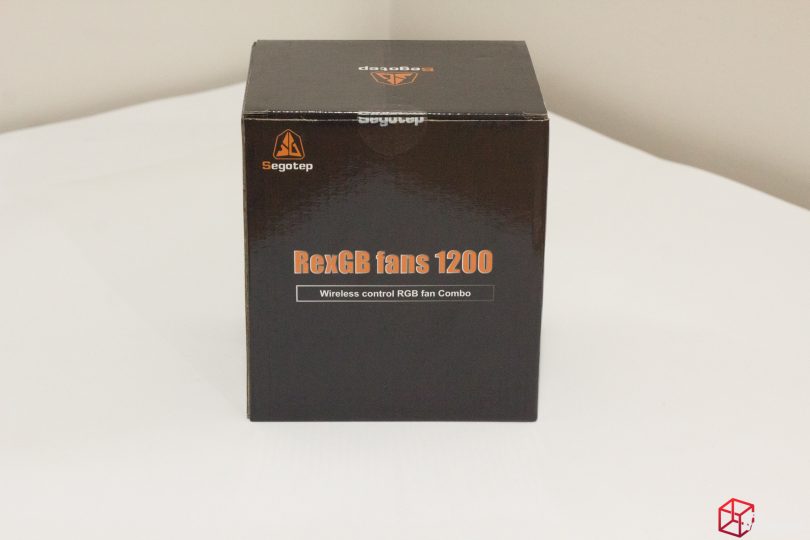 Segotep
Segotep
Segotep
RexGB fans 1200
Wireless control RGB fan Combo